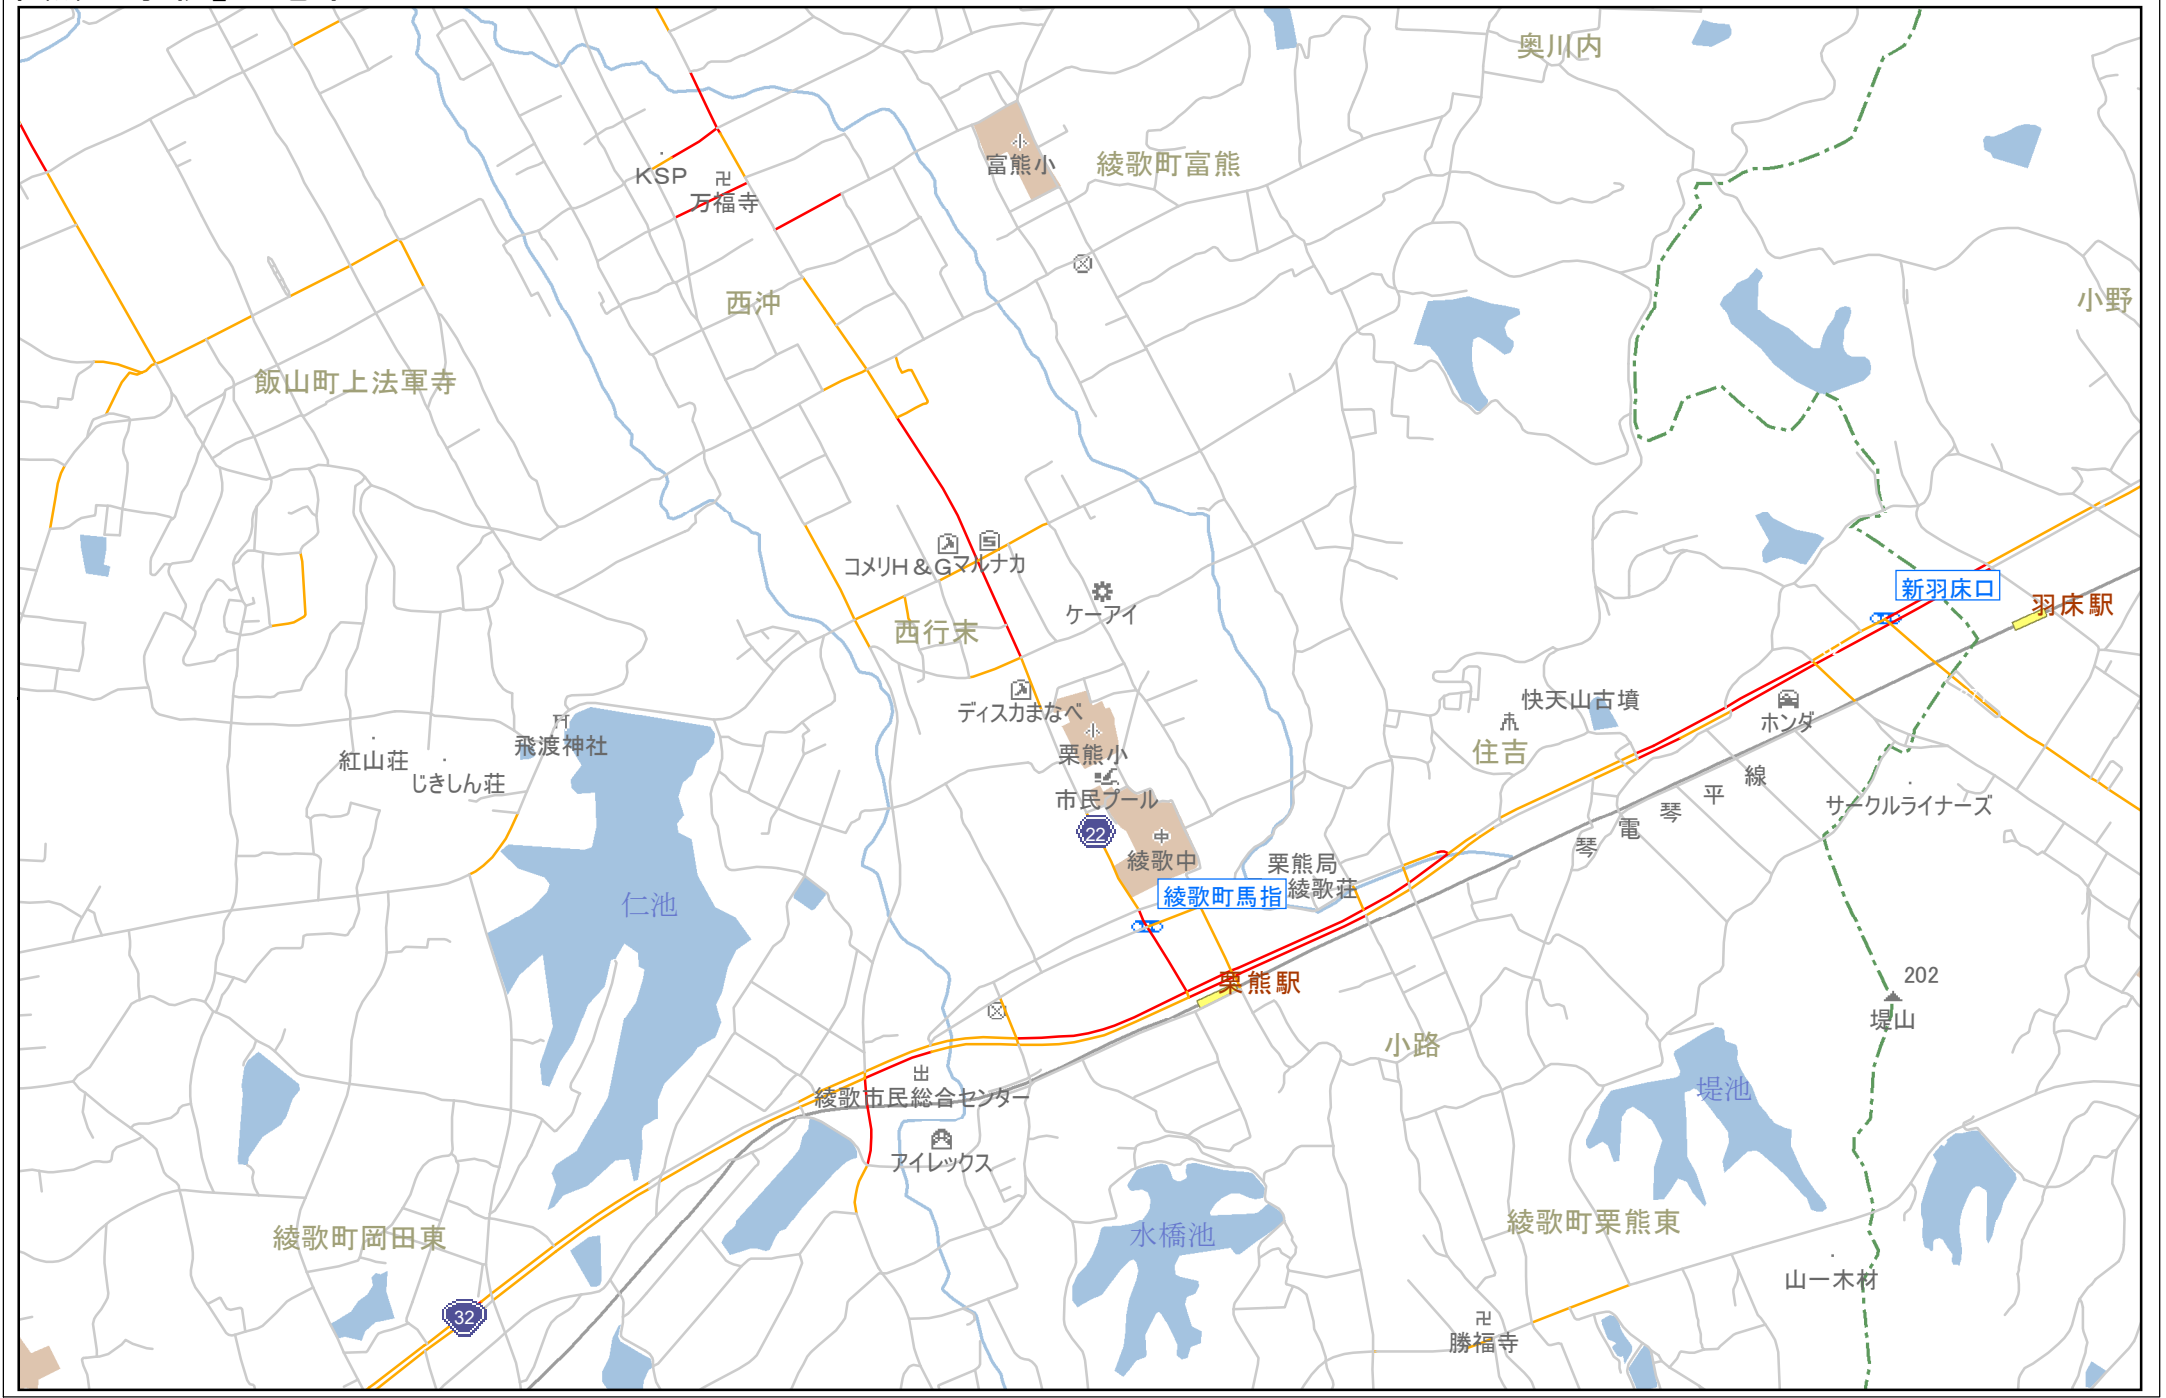 奥川内
富熊小
綾歌町富熊
KSP
万福寺
西沖
小野
飯山町上法軍寺
コメリH&G
マルナカ
ケーアイ
新羽床口
羽床駅
西行末
ディスカまなべ
快天山古墳
ホンダ
飛渡神社
紅山荘
じきしん荘
栗熊小
住吉
市民プール
琴電琴平線
サークルライナーズ
22
中
綾歌中
栗熊局
綾歌荘
綾歌町馬指
仁池
栗熊駅
202
堤山
小路
綾歌市民総合センター
堤池
アイレックス
綾歌町岡田東
水橋池
綾歌町栗熊東
山一木材
32
勝福寺